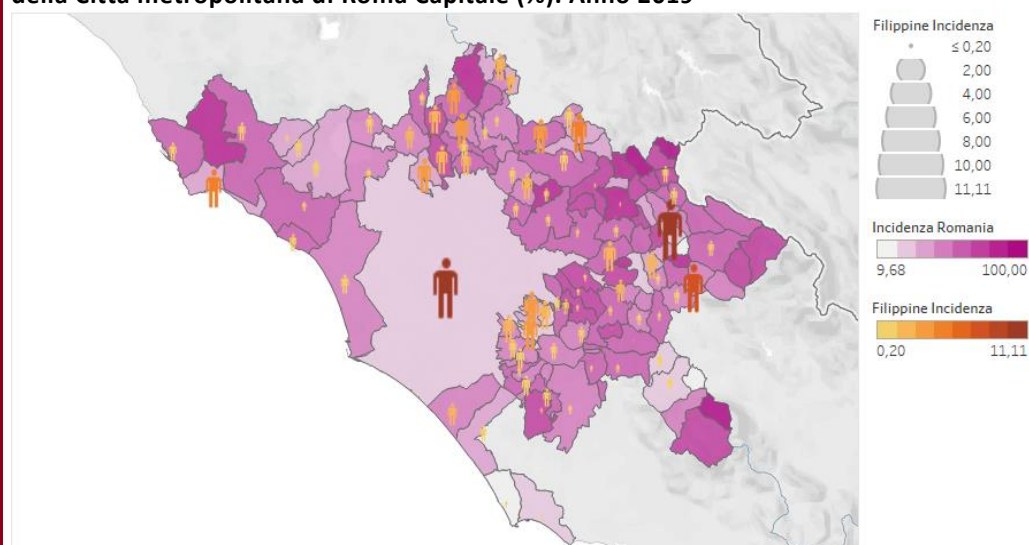 della Città metropolitana di Roma Capitale (%). Anno 2019
Filippine Incidenza
≤ 0,20
2,00
4,00
6,00
8,00
10,00
11,11
Incidenza Romania
9,68 100,00
Filippine Incidenza
0,20 11,11